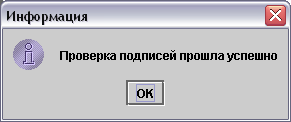 Информация
Проверка подписей прошла успешно
OK